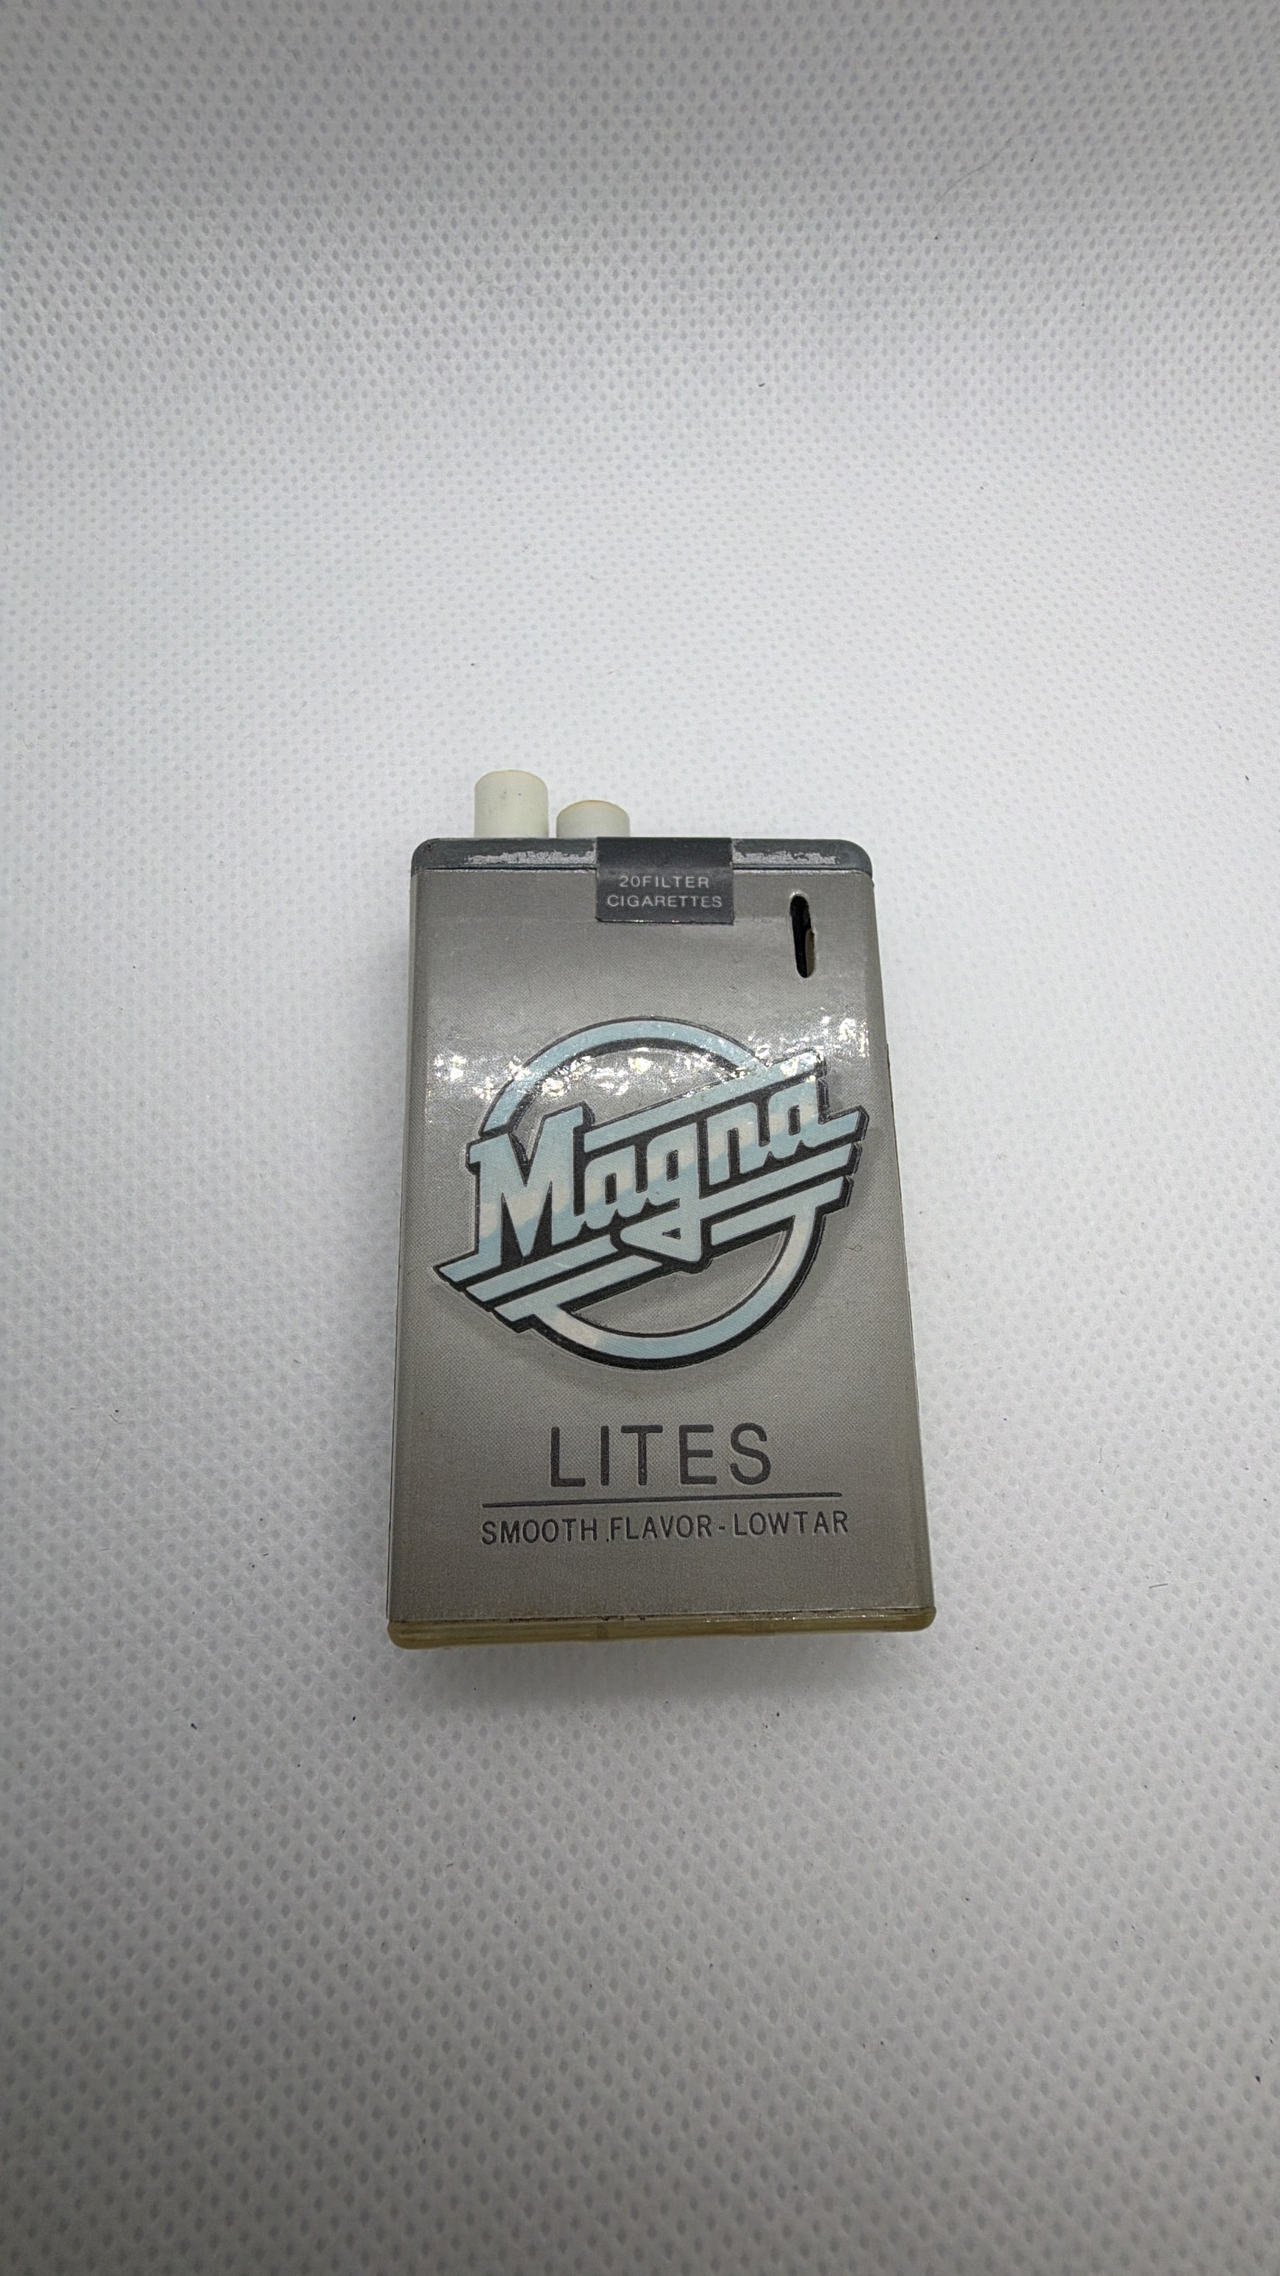 20FILTER
CIGARETTES
Magna
LITES
SMOOTH FLAVOR-LOWTAR